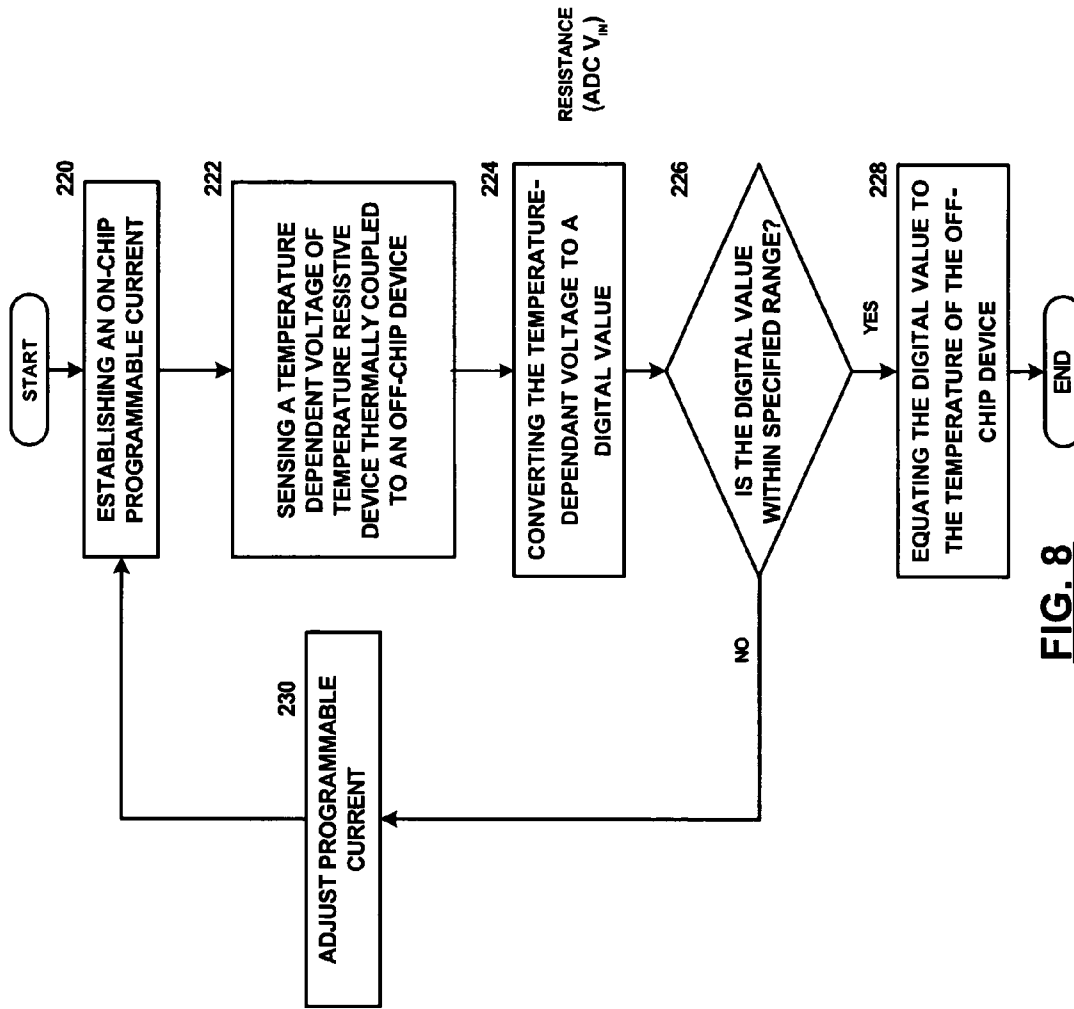 START
220
ESTABLISHING AN ON-CHIP
PROGRAMMABLE CURRENT
222
SENSING A TEMPERATURE
DEPENDENT VOLTAGE OF
TEMPERATURE RESISTIVE
DEVICE THERMALLY COUPLED
TO AN OFF-CHIP DEVICE
224
CONVERTING THE TEMPERATURE-
DEPENDANT VOLTAGE TO A
DIGITAL VALUE
RESISTANCE
(ADC VIN)
226
IS THE DIGITAL VALUE
WITHIN SPECIFIED RANGE?
NO
YES
230
ADJUST PROGRAMMABLE
CURRENT
228
EQUATING THE DIGITAL VALUE TO
THE TEMPERATURE OF THE OFF-
CHIP DEVICE
END
FIG. 8